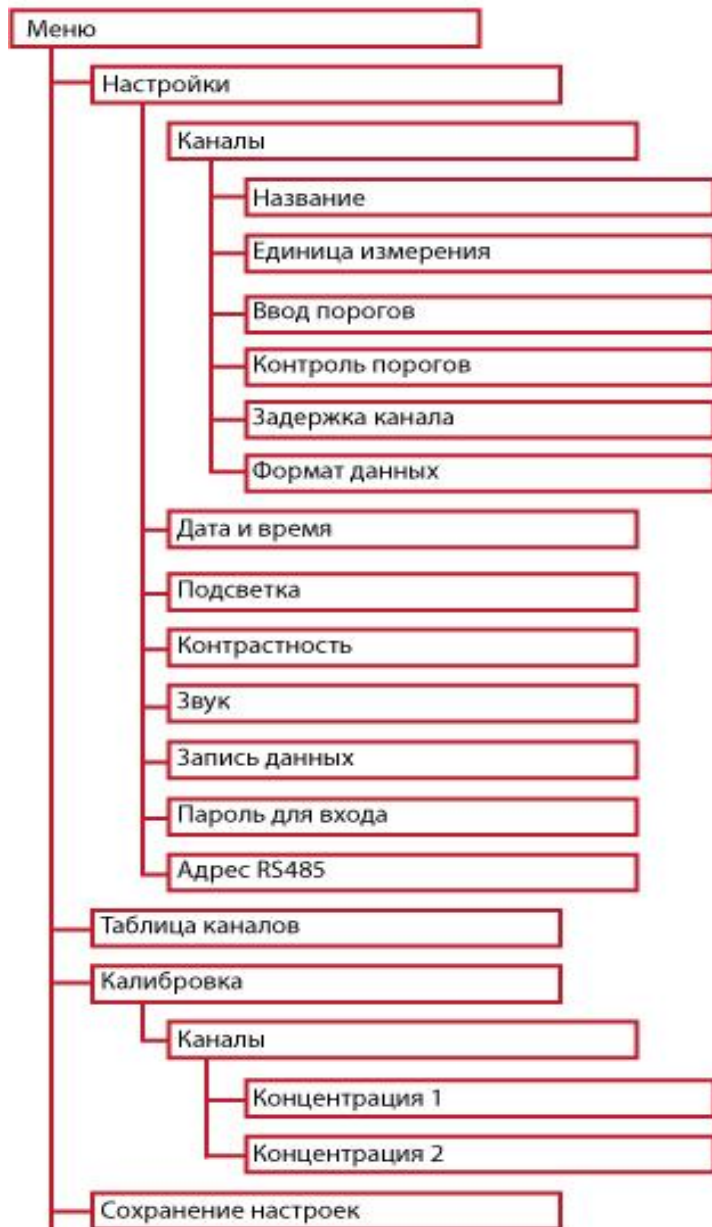 Меню
Настройки
Каналы
Название
Единица измерения
Ввод порогов
Контроль порогов
Задержка канала
Формат данных
Дата и время
Подсветка
Контрастность
Звук
Запись данных
Пароль для входа
Адрес RS485
Таблица каналов
Калибровка
Каналы
Концентрация 1
Концентрация 2
Сохранение настроек